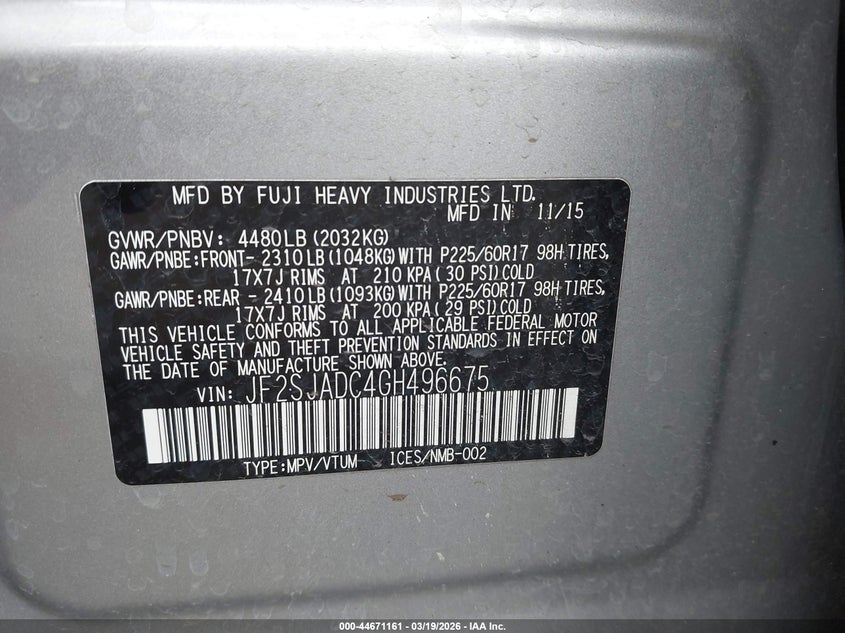 MFD BY FUJI HEAVY INDUSTRIES LTD.
MFD IN 11/15
GVWR/PNBV: 4480LB (2032KG)
GAWR/PNBE:FRONT- 2310LB (1048KG) WITH P225/60R17 98H TIRES,
17X7J RIMS AT 210 KPA ( 30 PSI) COLD
GAWR/PNBE:REAR - 2410LB (1093KG) WITH P225/60R17 98H TIRES,
17X7J RIMS AT 200 KPA ( 29 PSI) COLD
THIS VEHICLE CONFORMS TO ALL APPLICABLE FEDERAL MOTOR
VEHICLE SAFETY AND THEFT PREVENTION STANDARDS IN EFFECT ON
THE DATE OF MANUFACTURE SHOWN ABOVE.
VIN: JF2SJADC4GH496675
TYPE:MPV/VTUM ICES/NMB-002
000-44671161 - 03/19/2026 - IAA Inc.